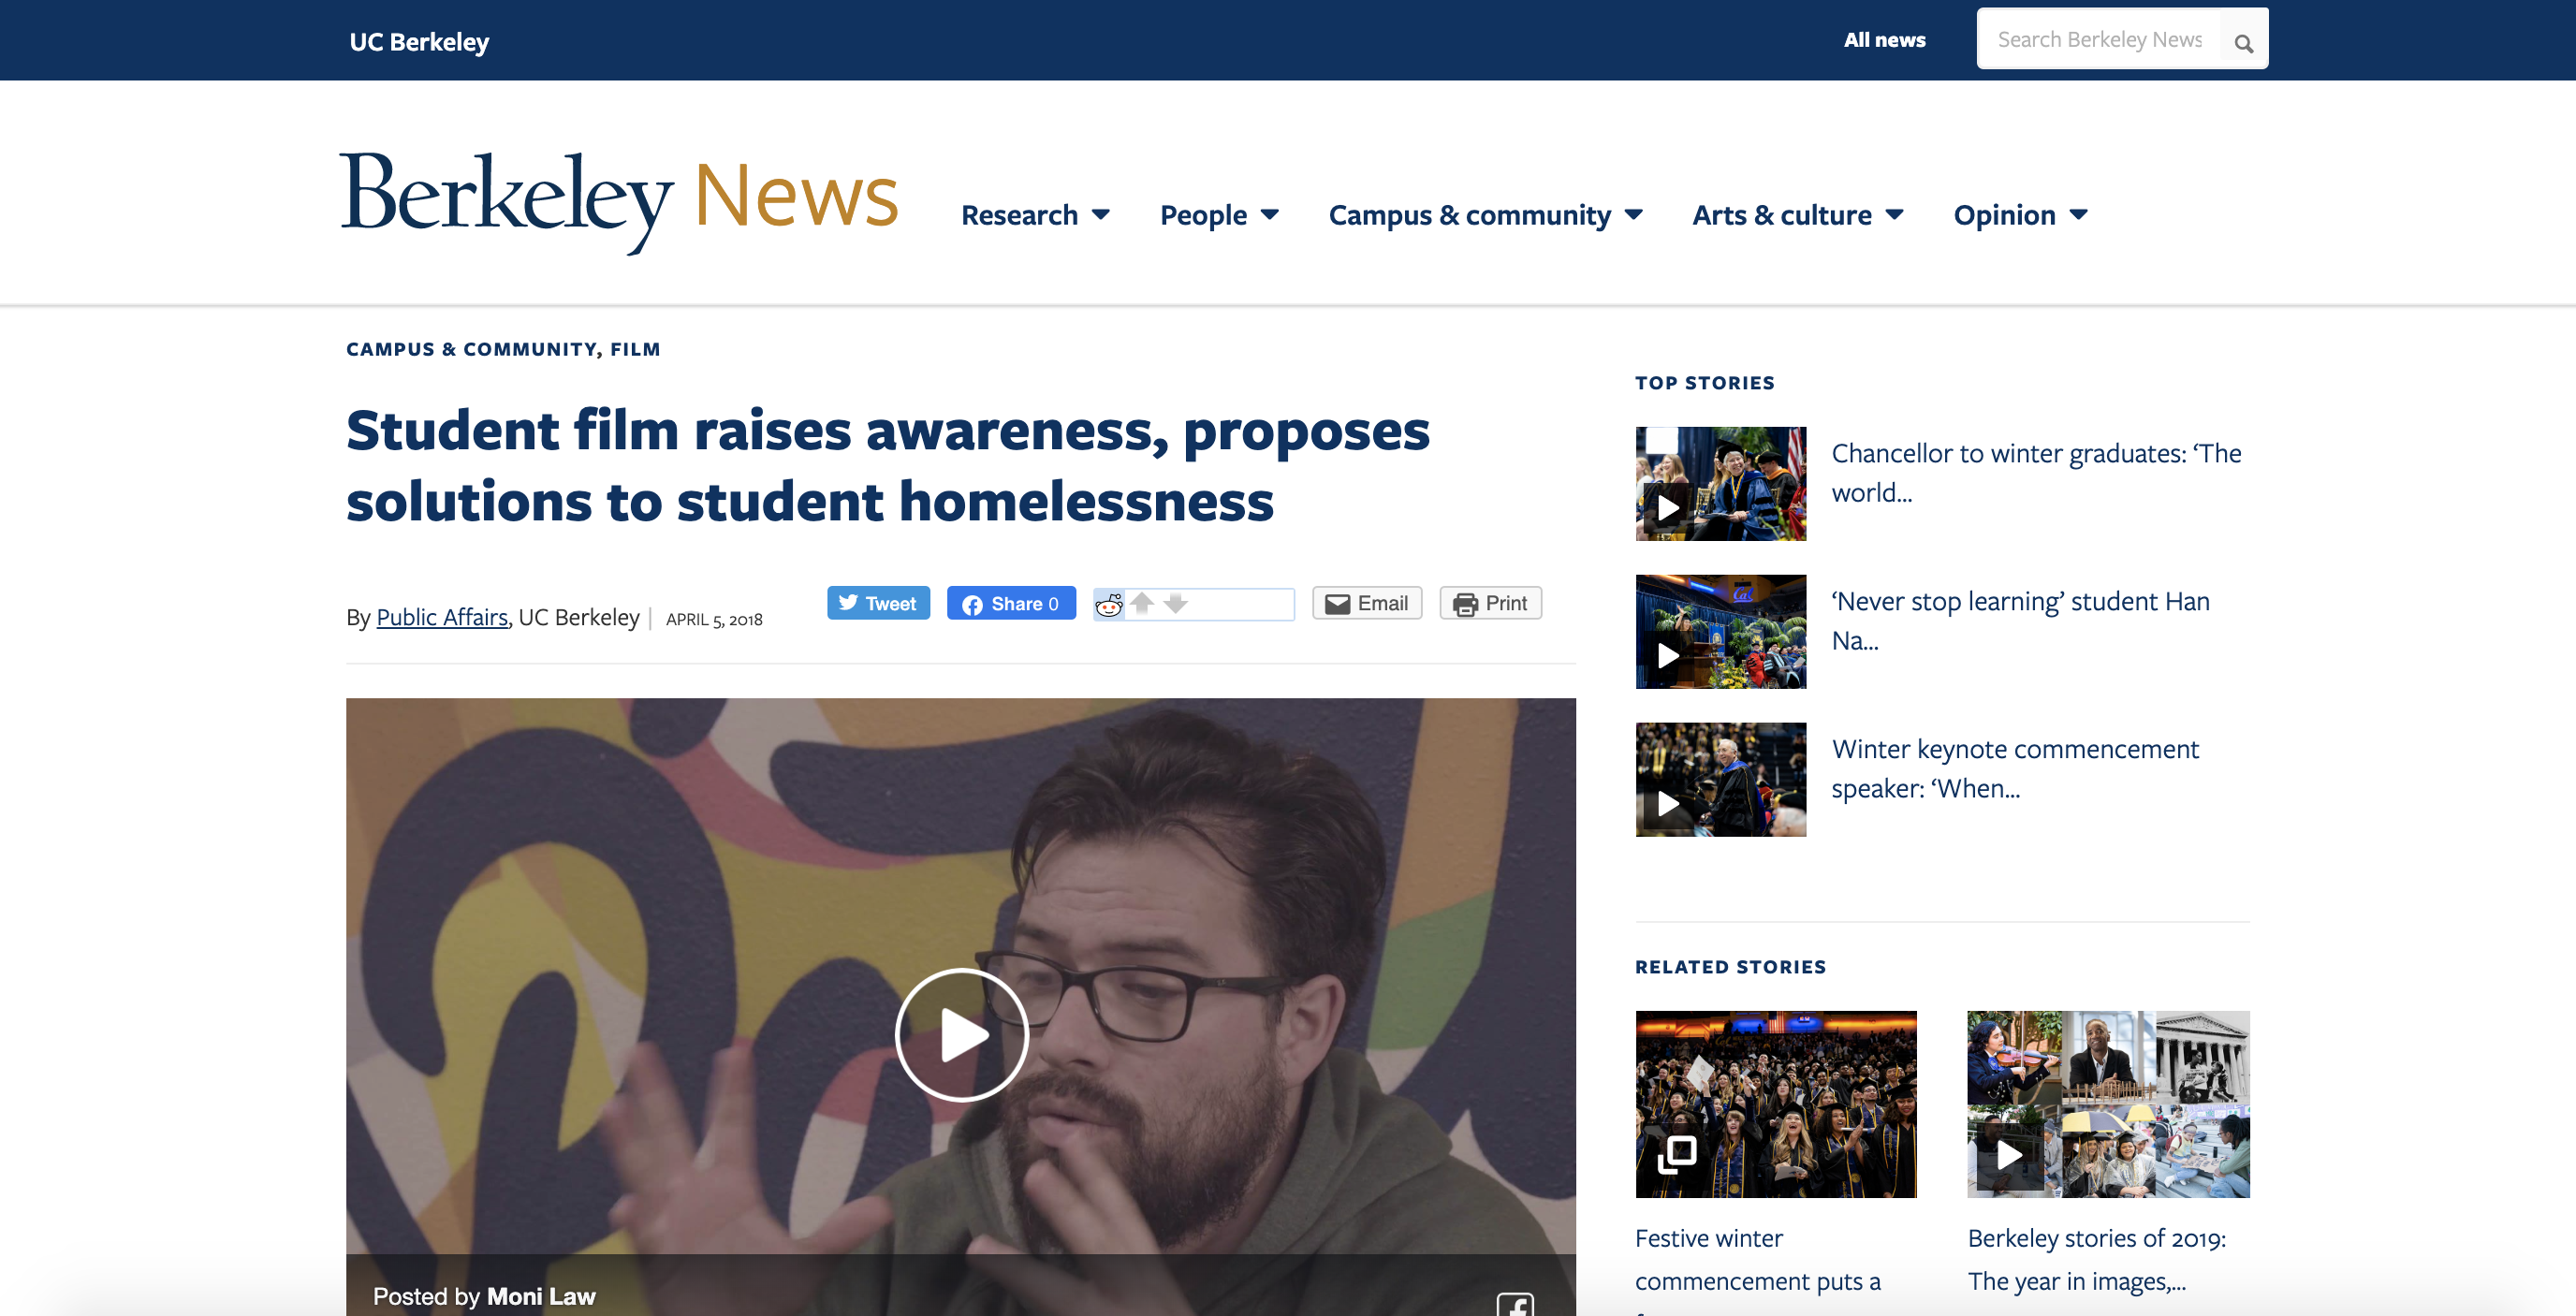 UC Berkeley
All news
Search Berkeley News
Berkeley News
Research
People
Campus & community
Arts & culture
Opinion
CAMPUS & COMMUNITY, FILM
Student film raises awareness, proposes
solutions to student homelessness
By Public Affairs, UC Berkeley | APRIL 5, 2018
Tweet
Share 0
Email
Print
Posted by Moni Law
TOP STORIES
Chancellor to winter graduates: ‘The
world...
‘Never stop learning’ student Han
Na...
Cal
Winter keynote commencement
speaker: ‘When...
RELATED STORIES
Festive winter
commencement puts a
Berkeley stories of 2019:
The year in images,...